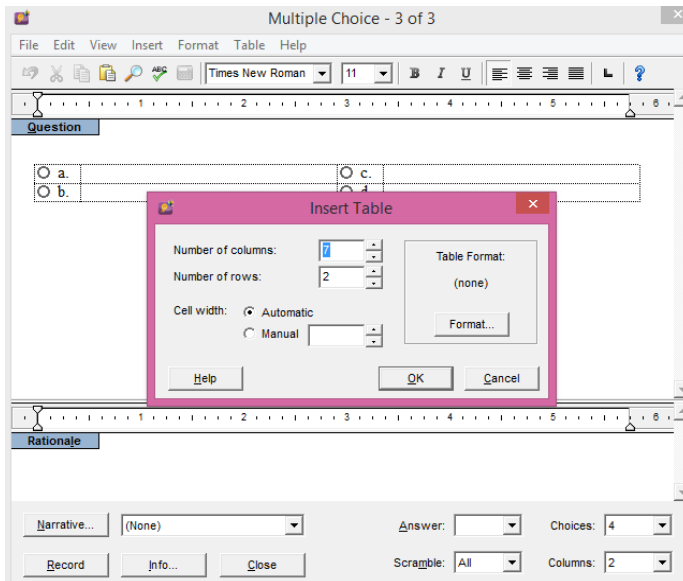 Multiple Choice - 3 of 3
File Edit View Insert Format Table Help
ABC Times New Roman 11 B I U L ?
1 2 3 4 5 6
Question
a. c.
b. d.
Insert Table
Number of columns: 7
Number of rows: 2
Cell width: Automatic
Manual
Table Format:
(none)
Format...
Help OK Cancel
1 2 3 4 5 6
Rationale
Narrative... (None) Answer: Choices: 4
Record Info... Close Scramble: All Columns: 2